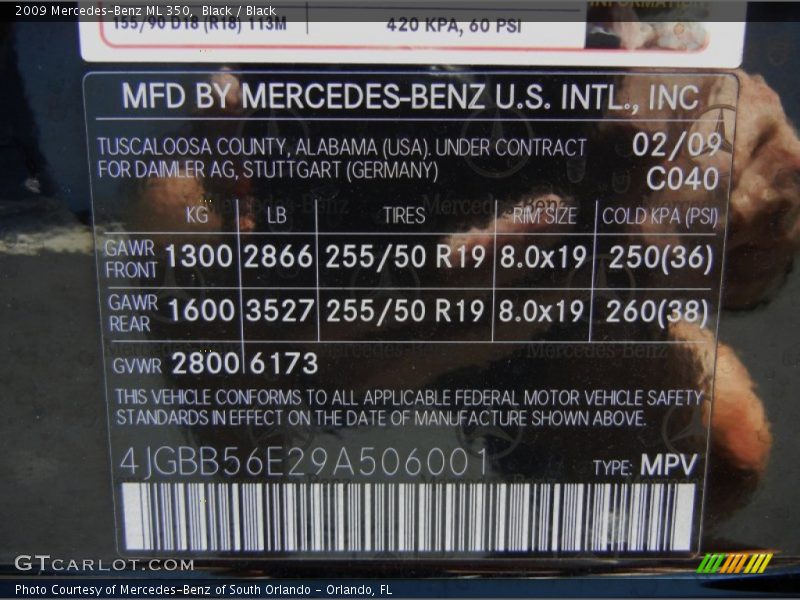 2009 Mercedes-Benz ML 350, Black / Black
155/90 D18 (R18) 113M 420 KPA, 60 PSI
MFD BY MERCEDES-BENZ U.S. INTL., INC
TUSCALOOSA COUNTY, ALABAMA (USA). UNDER CONTRACT 02/09
FOR DAIMLER AG, STUTTGART (GERMANY) C040
KG LB TIRES RIM SIZE COLD KPA (PSI)
GAWR FRONT 1300 2866 255/50 R19 8.0x19 250(36)
GAWR REAR 1600 3527 255/50 R19 8.0x19 260(38)
GVWR 2800 6173
THIS VEHICLE CONFORMS TO ALL APPLICABLE FEDERAL MOTOR VEHICLE SAFETY
STANDARDS IN EFFECT ON THE DATE OF MANUFACTURE SHOWN ABOVE.
4JGBB56E29A506001 TYPE: MPV
GTCARLOT.COM
Photo Courtesy of Mercedes-Benz of South Orlando - Orlando, FL